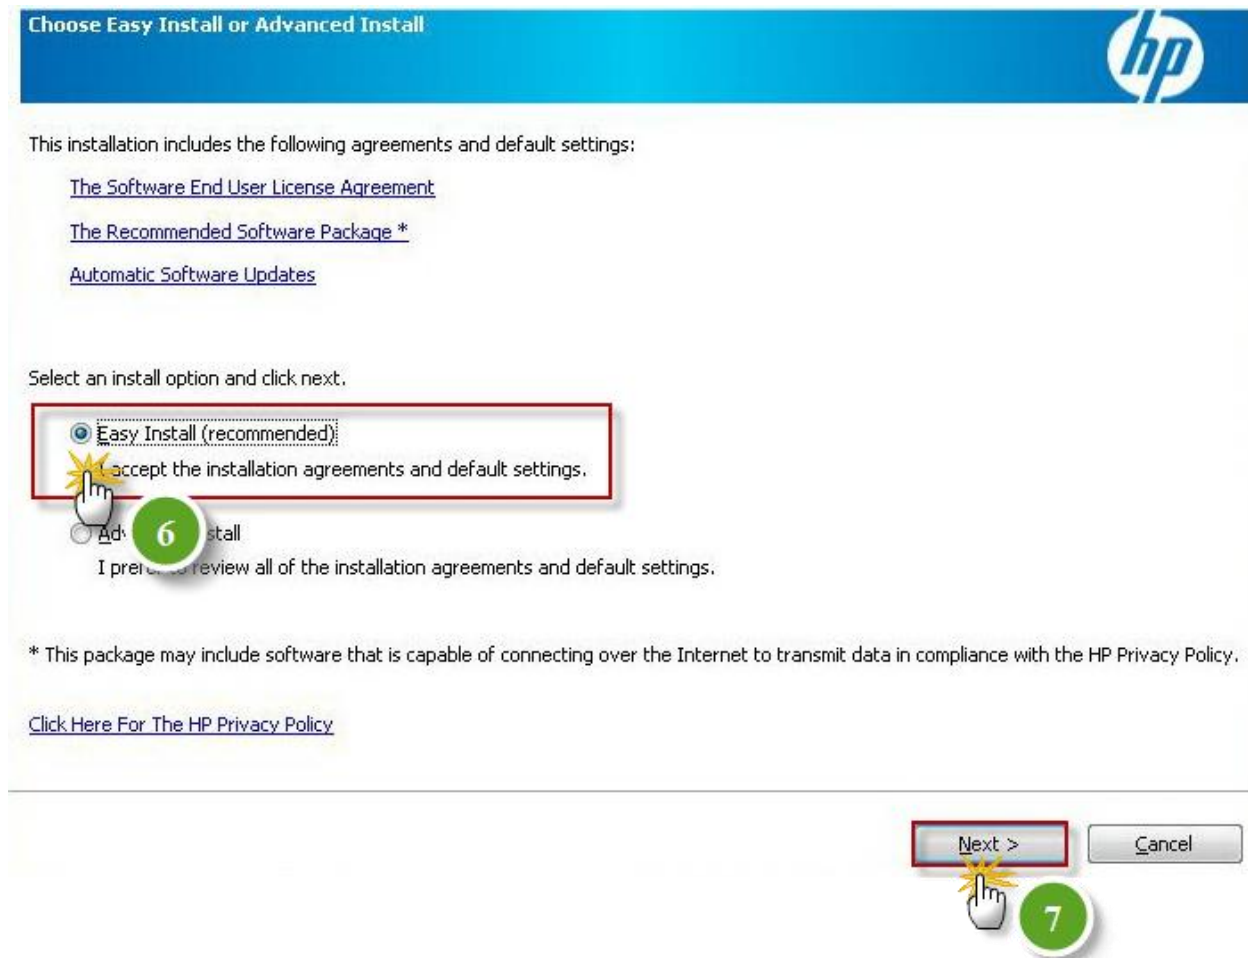 Choose Easy Install or Advanced Install
hp
This installation includes the following agreements and default settings:
The Software End User License Agreement
The Recommended Software Package *
Automatic Software Updates
Select an install option and click next.
Easy Install (recommended)
accept the installation agreements and default settings.
6
I review all of the installation agreements and default settings.
* This package may include software that is capable of connecting over the Internet to transmit data in compliance with the HP Privacy Policy.
Click Here For The HP Privacy Policy
Next >
Cancel
7